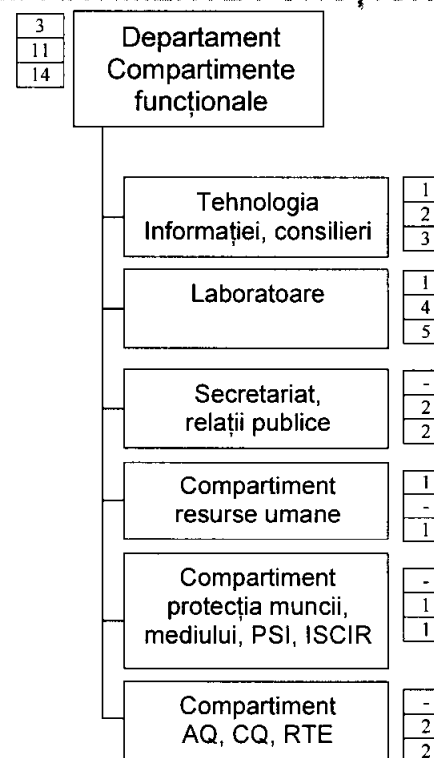 3
11
14
Departament
Compartimente
funcționale
Tehnologia
Informației, consilieri
1
2
3
Laboratoare
1
4
5
Secretariat,
relații publice
-
2
2
Compartiment
resurse umane
1
-
1
Compartiment
protecția muncii,
mediului, PSI, ISCIR
-
1
1
Compartiment
AQ, CQ, RTE
-
2
2